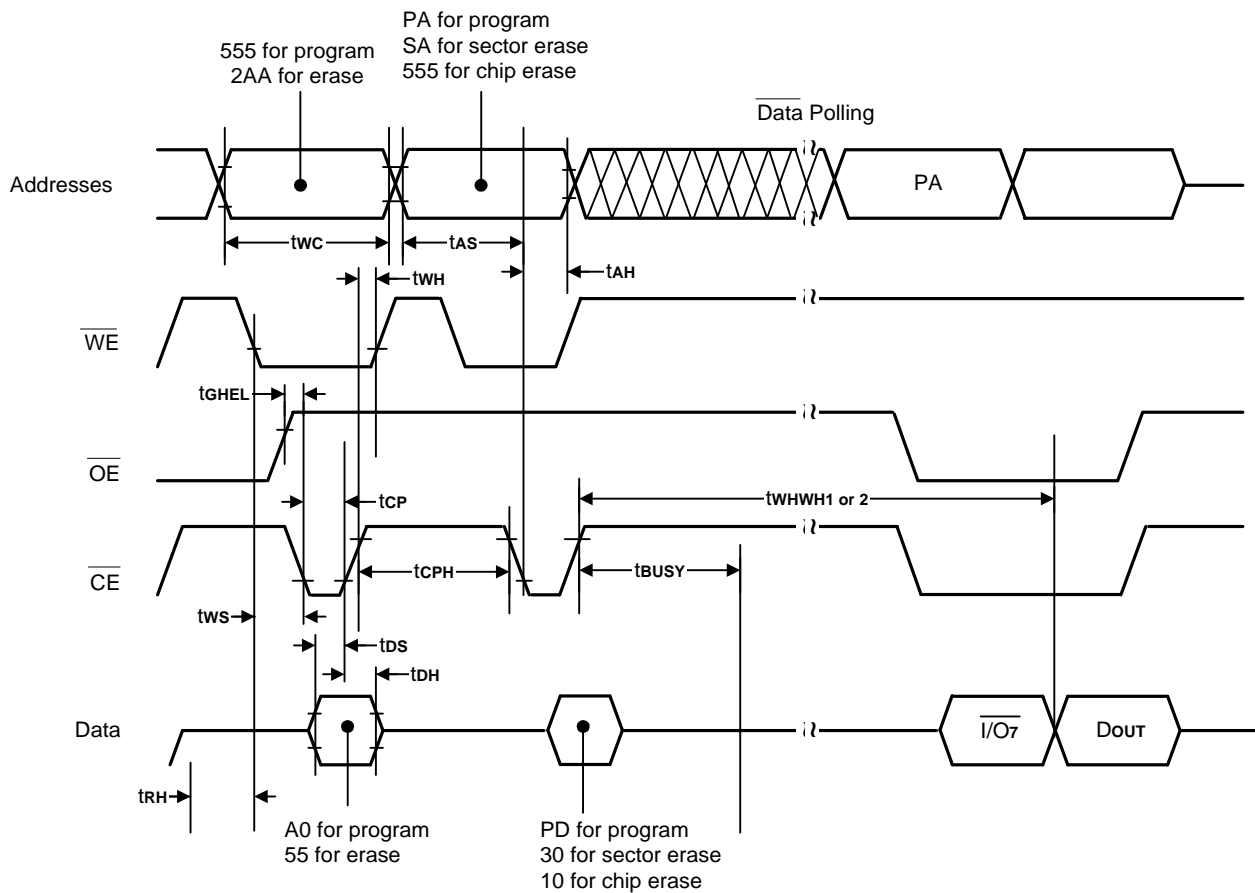 555 for program
2AA for erase
PA for program
SA for sector erase
555 for chip erase
Data Polling
Addresses
PA
tWC
tAS
tWH
tAH
WE
tGHEL
OE
tCP
tWHWH1 or 2
CE
tCPH
tBUSY
tWS
tDS
tDH
Data
I/O7
DOUT
tRH
A0 for program
55 for erase
PD for program
30 for sector erase
10 for chip erase